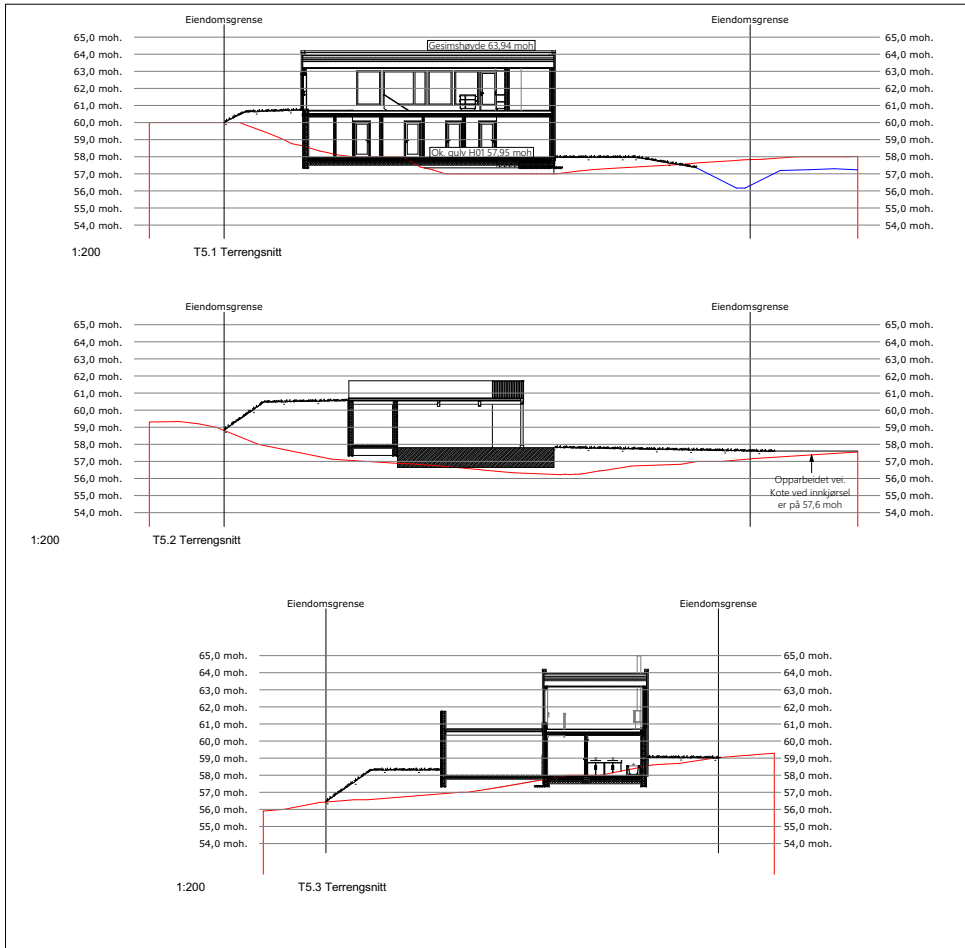 Eiendomsgrense Eiendomsgrense
65,0 moh. 65,0 moh.
Gesimshøyde 63,94 moh
64,0 moh. 64,0 moh.
63,0 moh. 63,0 moh.
62,0 moh. 62,0 moh.
61,0 moh. 61,0 moh.
60,0 moh. 60,0 moh.
59,0 moh. 59,0 moh.
Ok. gulv H01 57,95 moh
58,0 moh. 58,0 moh.
57,0 moh. 57,0 moh.
56,0 moh. 56,0 moh.
55,0 moh. 55,0 moh.
54,0 moh. 54,0 moh.
1:200 T5.1 Terrengsnitt
Eiendomsgrense Eiendomsgrense
65,0 moh. 65,0 moh.
64,0 moh. 64,0 moh.
63,0 moh. 63,0 moh.
62,0 moh. 62,0 moh.
61,0 moh. 61,0 moh.
60,0 moh. 60,0 moh.
59,0 moh. 59,0 moh.
58,0 moh. 58,0 moh.
57,0 moh. 57,0 moh.
56,0 moh. 56,0 moh.
55,0 moh. 55,0 moh.
54,0 moh. 54,0 moh.
Opparbeidet vei.
Kote ved innkjørsel
er på 57,6 moh
1:200 T5.2 Terrengsnitt
Eiendomsgrense Eiendomsgrense
65,0 moh. 65,0 moh.
64,0 moh. 64,0 moh.
63,0 moh. 63,0 moh.
62,0 moh. 62,0 moh.
61,0 moh. 61,0 moh.
60,0 moh. 60,0 moh.
59,0 moh. 59,0 moh.
58,0 moh. 58,0 moh.
57,0 moh. 57,0 moh.
56,0 moh. 56,0 moh.
55,0 moh. 55,0 moh.
54,0 moh. 54,0 moh.
1:200 T5.3 Terrengsnitt